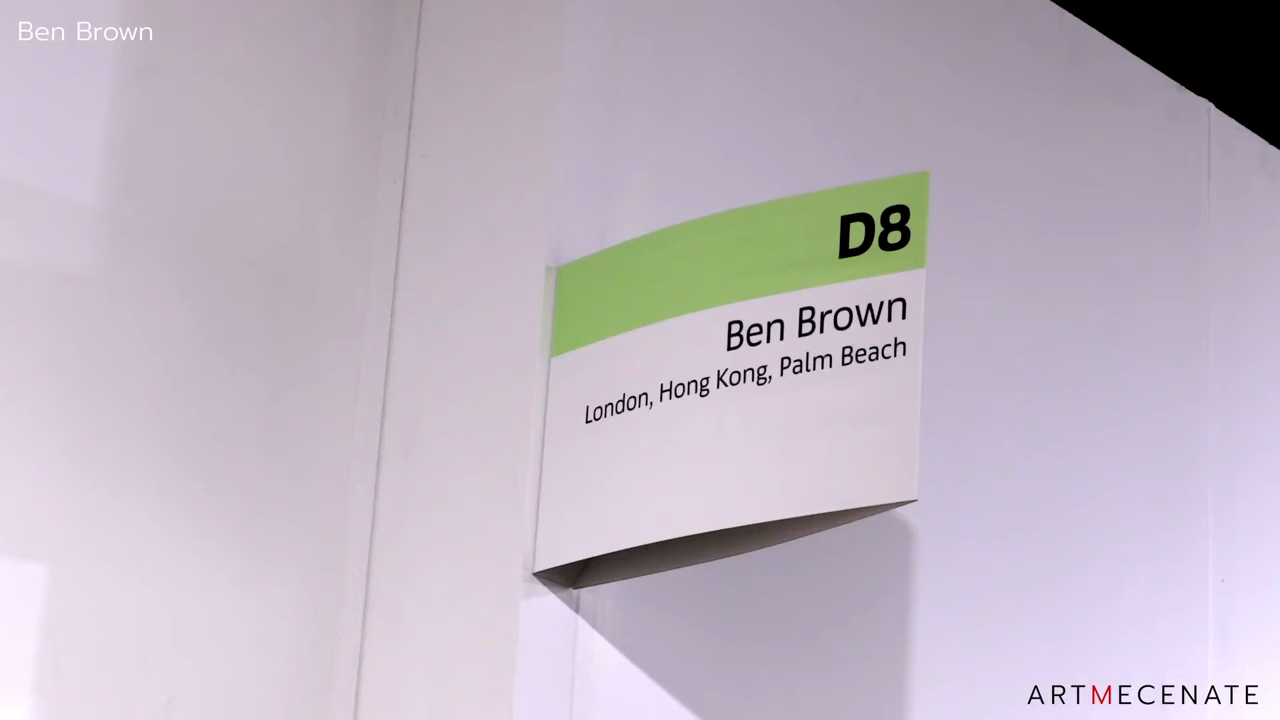 Ben Brown
D8
Ben Brown
London, Hong Kong, Palm Beach
ARTMECENATE